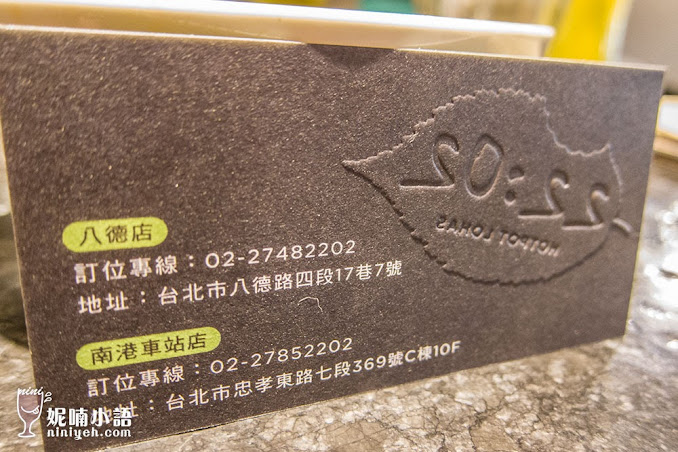 22:02
HOTPOT LOHAS
八德店
訂位專線：02-27482202
地址：台北市八德路四段17巷7號
南港車站店
訂位專線：02-27852202
地址：台北市忠孝東路七段369號C棟10F
nini
妮喃小語
niniyeh.com